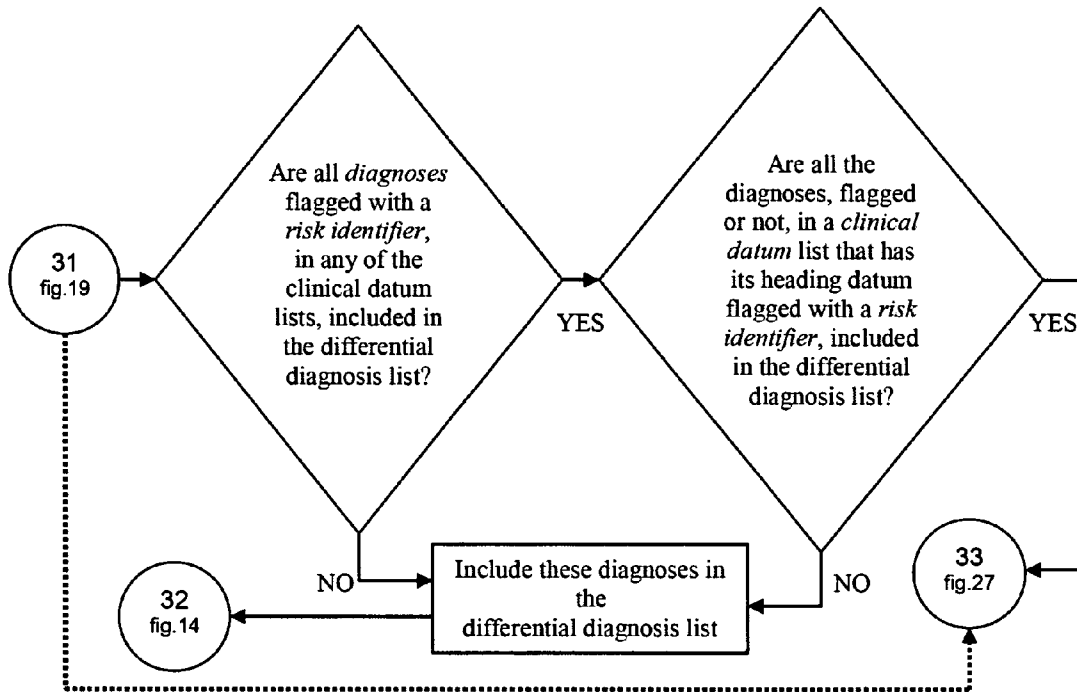 31
fig.19
Are all diagnoses
flagged with a
risk identifier,
in any of the
clinical datum
lists, included in
the differential
diagnosis list?
YES
Are all the
diagnoses, flagged
or not, in a clinical
datum list that has
its heading datum
flagged with a risk
identifier, included
in the differential
diagnosis list?
YES
NO
Include these diagnoses in
the
differential diagnosis list
NO
32
fig.14
33
fig.27